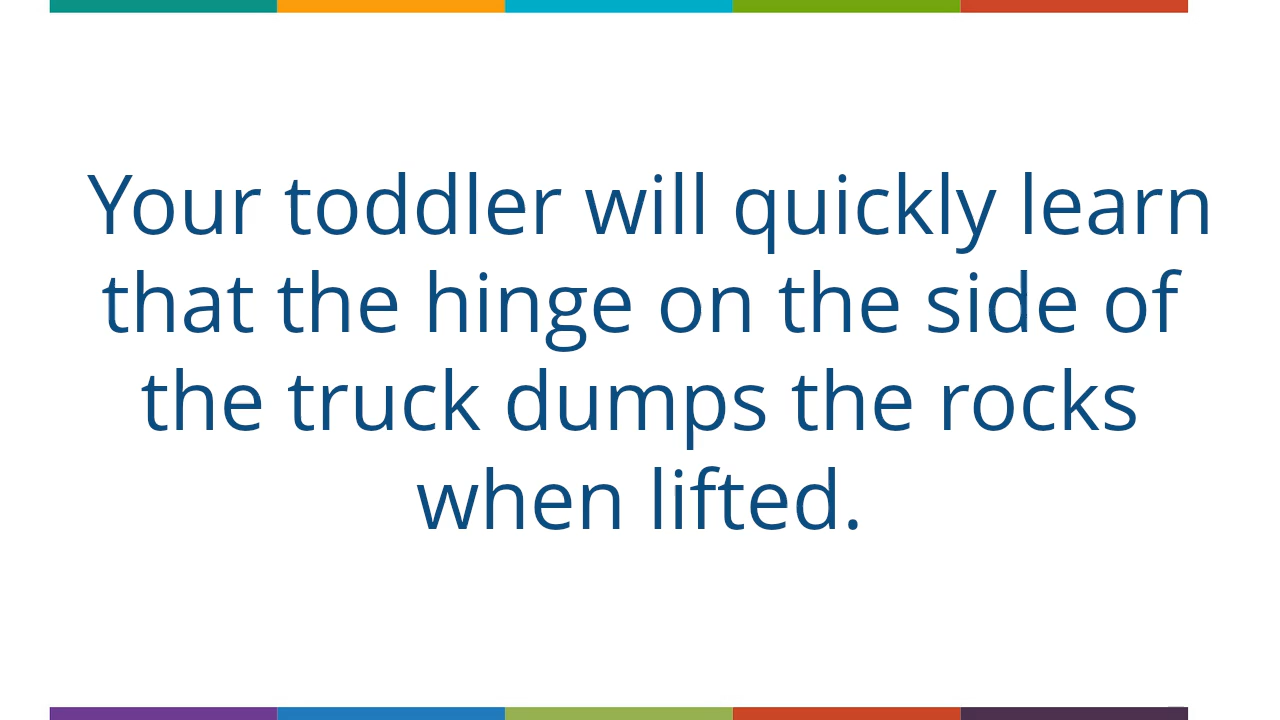 Your toddler will quickly learn
that the hinge on the side of
the truck dumps the rocks
when lifted.